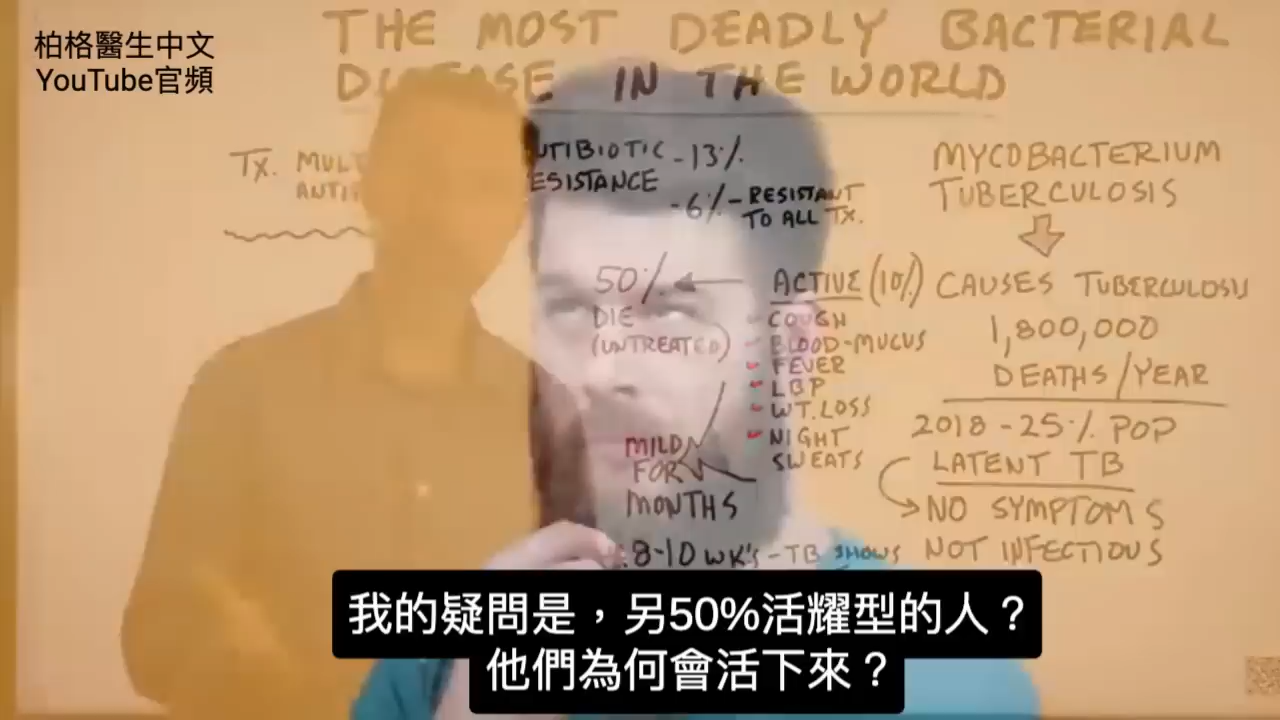 柏格醫生中文
YouTube官頻
THE MOST DEADLY BACTERIAL
IN THE WORLD
TX.
-13%
-6%-RESISTANT
TO ALL TX.
50%
DIE
(UNTREATED)
MILD
FOR
MONTHS
8-10 WK'S-TB SHOWS
ACTIVE (10%)
COUGH
BLOOD-MUCUS
FEVER
LBP
WT. LOSS
NIGHT
SWEATS
MYCOBACTERIUM
TUBERCULOSIS
CAUSES TUBERCULOSIS
1,800,000
DEATHS/YEAR
2018-25% POP
LATENT TB
NO SYMPTOMS
NOT INFECTIOUS
我的疑問是，另50%活耀型的人？
他們為何會活下來？